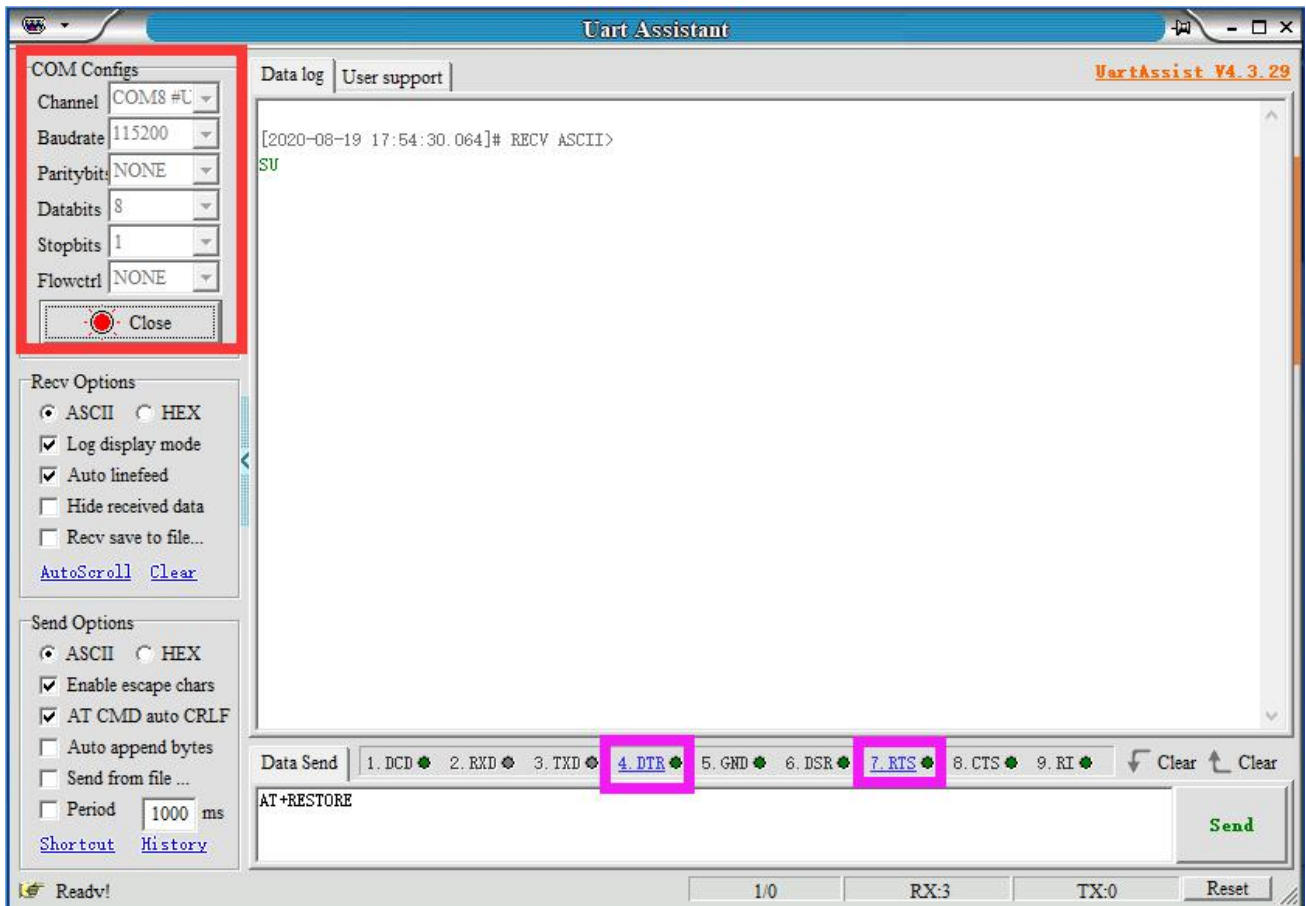 Uart Assistant
COM Configs
Channel COM8 #U
Baudrate 115200
Paritybits NONE
Databits 8
Stopbits 1
Flowctrl NONE
Close
Recv Options
ASCII HEX
Log display mode
Auto linefeed
Hide received data
Recv save to file...
AutoScroll Clear
Send Options
ASCII HEX
Enable escape chars
AT CMD auto CRLF
Auto append bytes
Send from file ...
Period 1000 ms
Shortcut History
Data log User support UartAssist V4.3.29
[2020-08-19 17:54:30.064]# RECV ASCII>
SU
Data Send 1. DCD 2. RXD 3. TXD 4. DTR 5. GND 6. DSR 7. RTS 8. CTS 9. RI Clear Clear
AT+RESTORE
Send
Ready! 1/0 RX:3 TX:0 Reset